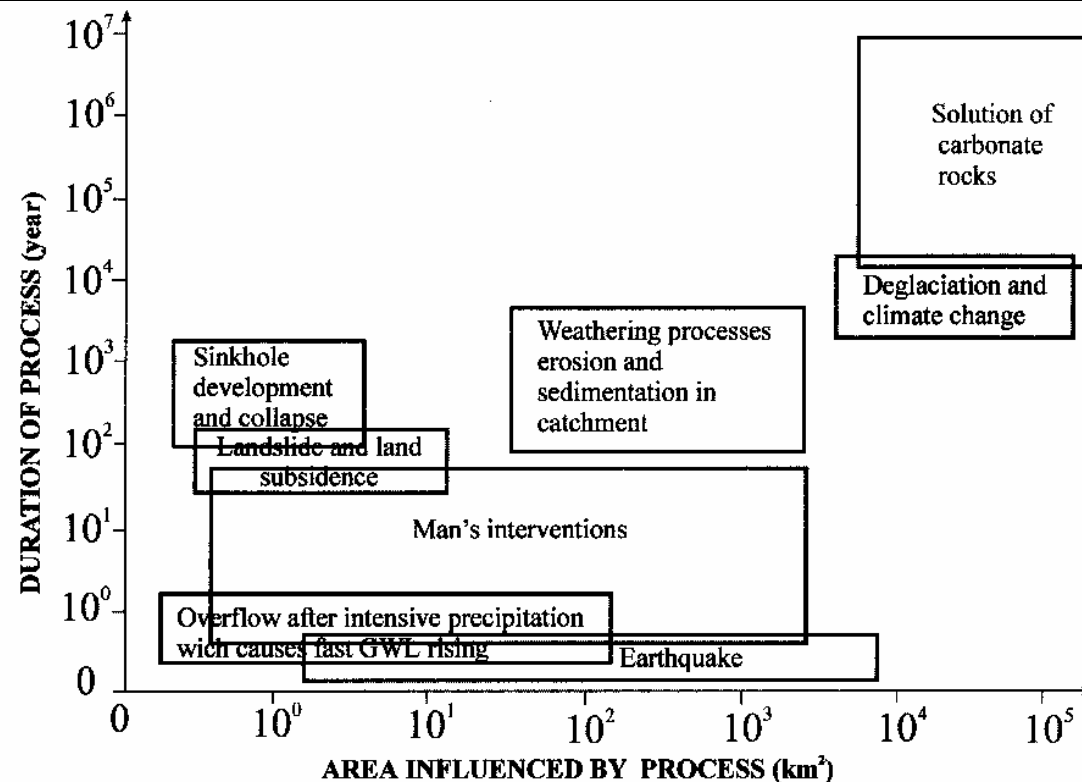 10⁷
10⁶
10⁵
10⁴
10³
10²
10¹
10⁰
0
DURATION OF PROCESS (year)
Solution of
carbonate
rocks
Deglaciation and
climate change
Weathering processes
erosion and
sedimentation in
catchment
Sinkhole
development
and collapse
Landslide and land
subsidence
Man's interventions
Overflow after intensive precipitation
wich causes fast GWL rising
Earthquake
0 10⁰ 10¹ 10² 10³ 10⁴ 10⁵
AREA INFLUENCED BY PROCESS (km²)